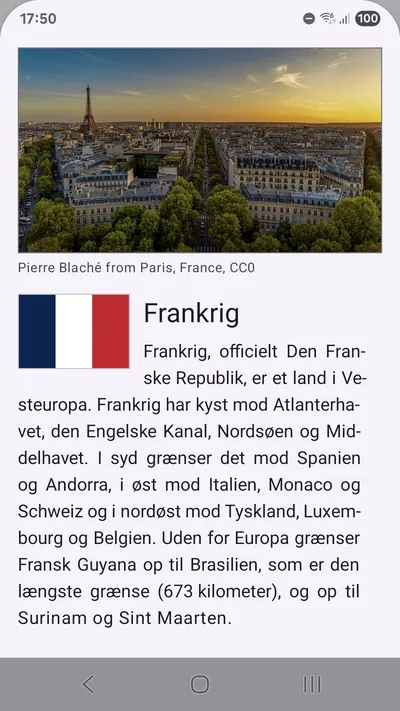 17:50
100
Pierre Blaché from Paris, France, CC0
Frankrig
Frankrig, officielt Den Fran-
ske Republik, er et land i Ve-
steuropa. Frankrig har kyst mod Atlanterha-
vet, den Engelske Kanal, Nordsøen og Mid-
delhavet. I syd grænser det mod Spanien
og Andorra, i øst mod Italien, Monaco og
Schweiz og i nordøst mod Tyskland, Luxem-
bourg og Belgien. Uden for Europa grænser
Fransk Guyana op til Brasilien, som er den
længste grænse (673 kilometer), og op til
Surinam og Sint Maarten.